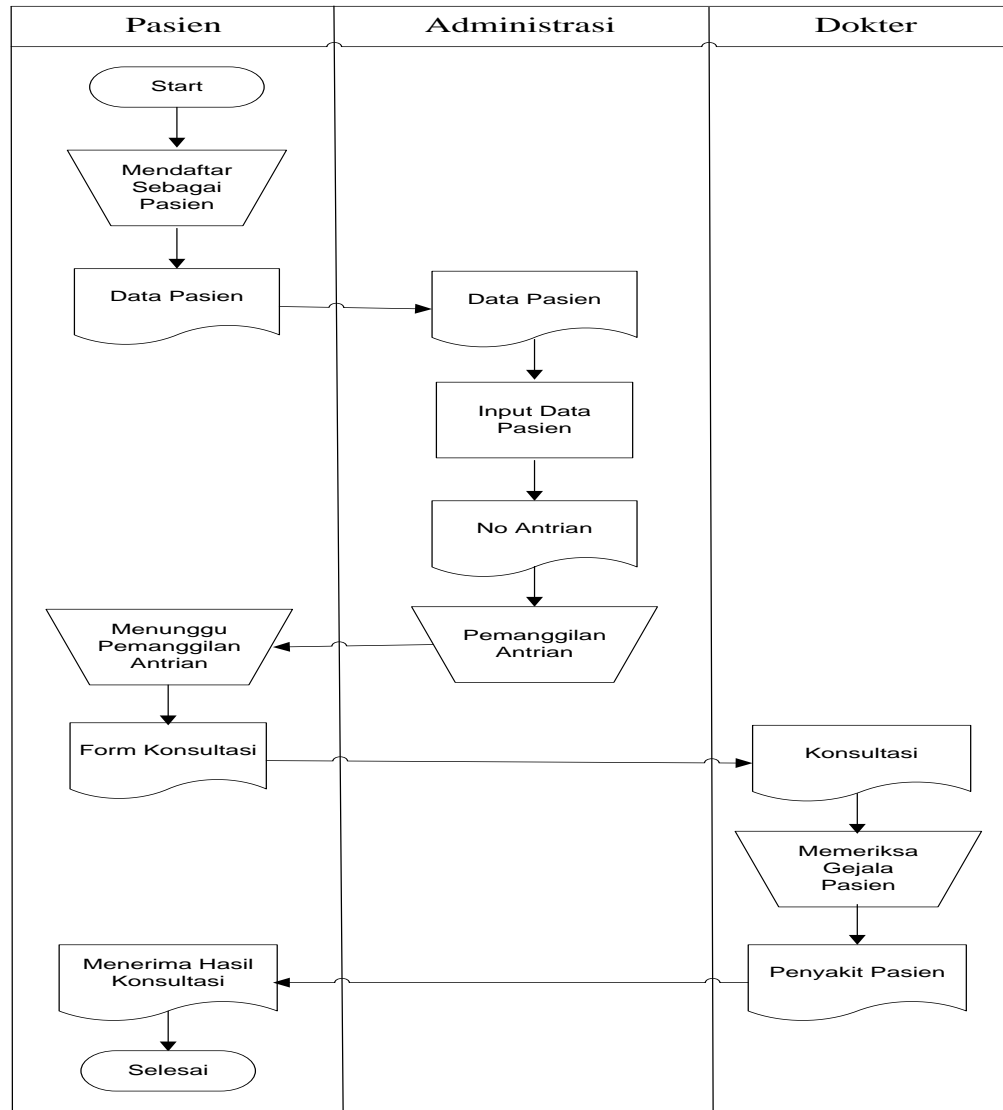 Pasien
Administrasi
Dokter
Start
Mendaftar
Sebagai
Pasien
Data Pasien
Data Pasien
Input Data
Pasien
No Antrian
Pemanggilan
Antrian
Menunggu
Pemanggilan
Antrian
Form Konsultasi
Konsultasi
Memeriksa
Gejala
Pasien
Penyakit Pasien
Menerima Hasil
Konsultasi
Selesai